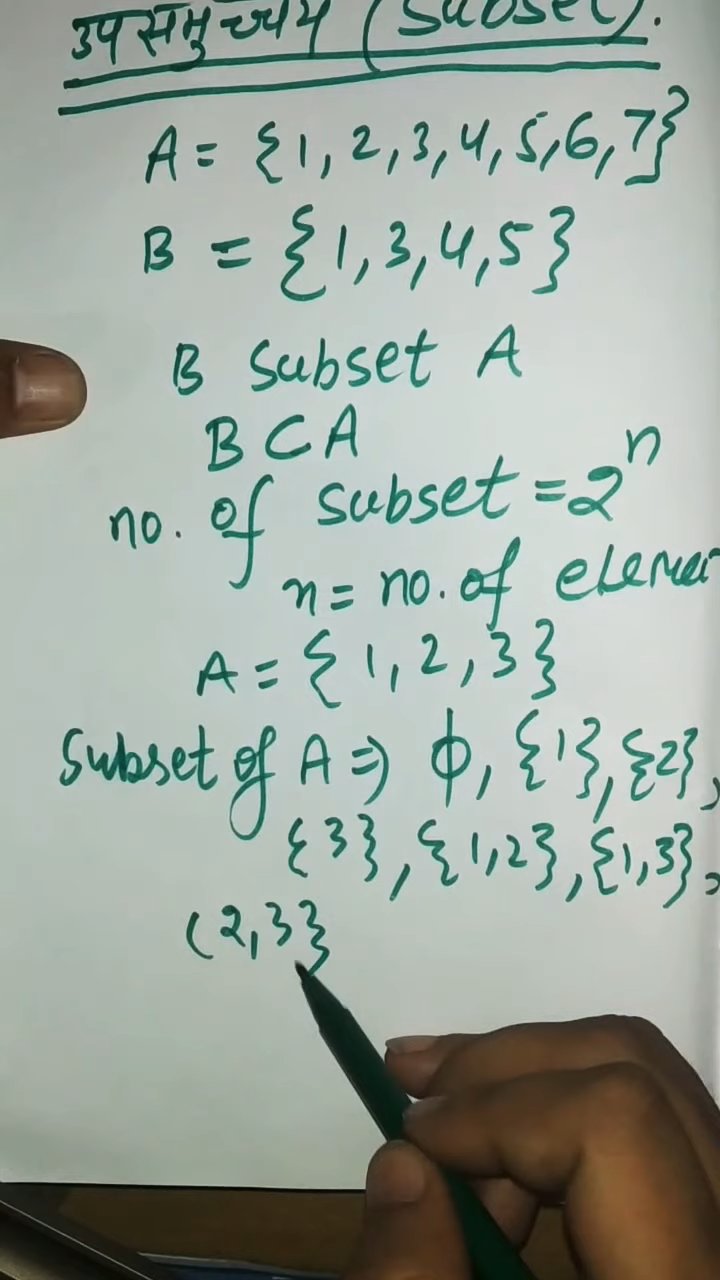 उपसमुच्चय (Subset).
A = {1, 2, 3, 4, 5, 6, 7}
B = {1, 3, 4, 5}
B Subset A
B ⊂ A
no. of subset = 2ⁿ
n = no. of elemen
A = {1, 2, 3}
Subset of A ⇒ ϕ, {1}, {2},
{3}, {1,2}, {1,3},
(2,3}